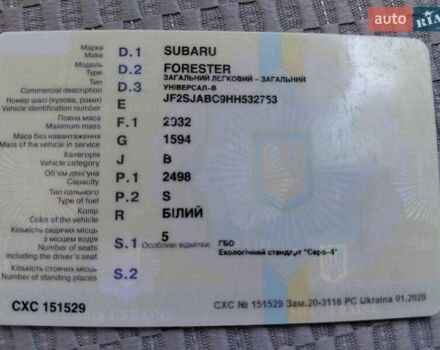 auto RIA
Марка
Make D.1 SUBARU
Модель
Type D.2 FORESTER
Тип
Commercial description D.3 ЗАГАЛЬНИЙ ЛЕГКОВИЙ - ЗАГАЛЬНИЙ
УНІВЕРСАЛ-B
Номер шасі (кузова, рами)
Vehicle identification number E JF2SJABC9HH532753
Повна маса
Maximum mass F.1 2032
Маса без навантаження
Mass of the vehicle in service G 1594
Категорія
Vehicle category J B
Об'єм двигуна
Capacity P.1 2498
Тип пального
Type of fuel P.2 S
Колір
Color of the vehicle R БІЛИЙ
Кількість сидячих місць
з місцем водія
Number of seats
including the driver's seat S.1 5
Особливі відмітки: ГБО
Екологічний стандарт "Євро-4"
Кількість стоячих місць
Number of standing places S.2
СХС 151529
СХС № 151529 Зам.20-3116 РС Ukraina 01.2020